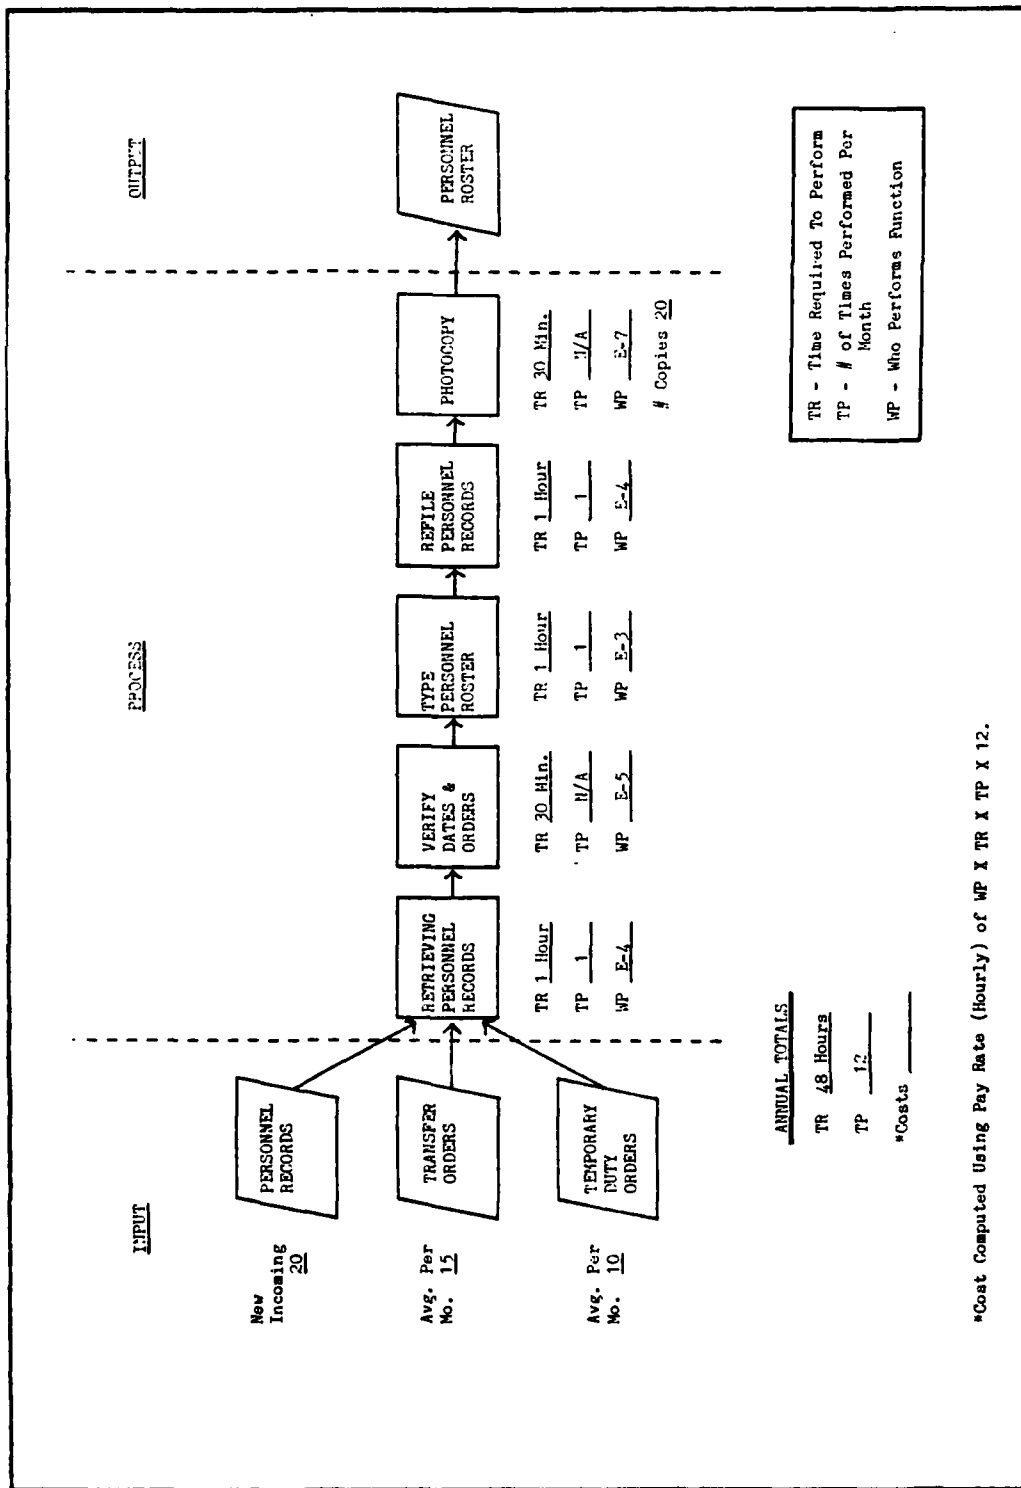 INPUT
PROCESS
OUTPUT
New
Incoming
20
PERSONNEL
RECORDS
Avg. Per
Mo. 15
TRANSFER
ORDERS
Avg. Per
Mo. 10
TEMPORARY
DUTY
ORDERS
RETRIEVING
PERSONNEL
RECORDS
TR 1 Hour
TP 1
WP E-4
VERIFY
DATES &
ORDERS
TR 30 Min.
TP N/A
WP E-5
TYPE
PERSONNEL
ROSTER
TR 1 Hour
TP 1
WP E-3
REFILE
PERSONNEL
RECORDS
TR 1 Hour
TP 1
WP E-4
PHOTOCOPY
TR 30 Min.
TP N/A
WP E-7
# Copies 20
PERSONNEL
ROSTER
ANNUAL TOTALS
TR 48 Hours
TP 12
*Costs
TR - Time Required To Perform
TP - # of Times Performed Per
Month
WP - Who Performs Function
*Cost Computed Using Pay Rate (Hourly) of WP X TR X TP X 12.